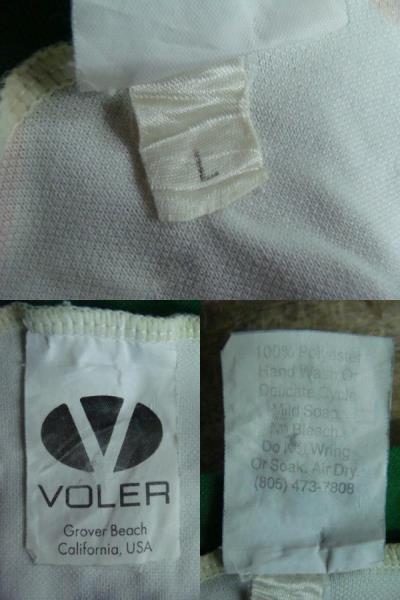 L
VOLER
Grover Beach
California, USA
100% Polyester
Hand Wash Or
Delicate Cycle
Mild Soap.
No Bleach.
Do Not Wring
Or Soak. Air Dry.
(805) 473-7808